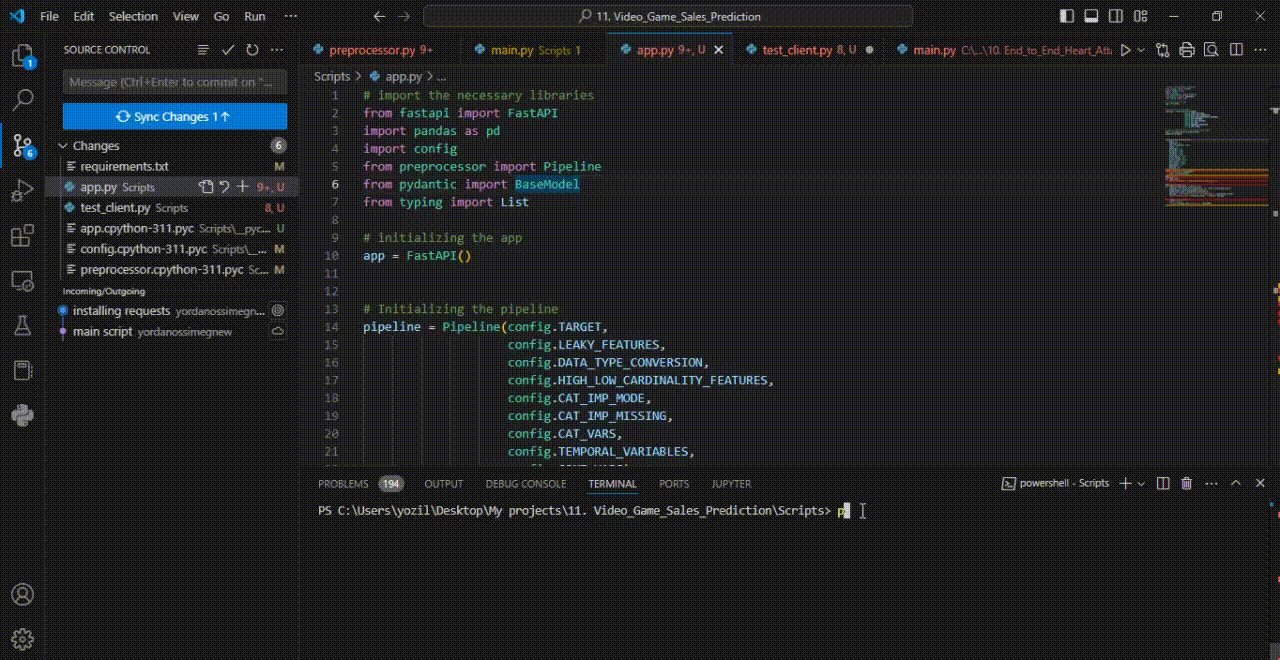 File Edit Selection View Go Run ···
11. Video_Game_Sales_Prediction
SOURCE CONTROL
preprocessor.py 9+
main.py Scripts 1
app.py 9+, U
test_client.py 8, U
main.py C:\...\10. End_to_End_Heart_Atta
Message (Ctrl+Enter to commit on "...
Sync Changes 1↑
Changes 6
requirements.txt M
app.py Scripts 9+, U
test_client.py Scripts 8, U
app.cpython-311.pyc Scripts\__pyc... U
config.cpython-311.pyc Scripts\__... M
preprocessor.cpython-311.pyc Sc... M
Incoming/Outgoing
installing requests yordanossimegn...
main script yordanossimegnew
1
6
Scripts > app.py > ...
1 # import the necessary libraries
2 from fastapi import FastAPI
3 import pandas as pd
4 import config
5 from preprocessor import Pipeline
6 from pydantic import BaseModel
7 from typing import List
8
9 # initializing the app
10 app = FastAPI()
11
12
13 # Initializing the pipeline
14 pipeline = Pipeline(config.TARGET,
15 config.LEAKY_FEATURES,
16 config.DATA_TYPE_CONVERSION,
17 config.HIGH_LOW_CARDINALITY_FEATURES,
18 config.CAT_IMP_MODE,
19 config.CAT_IMP_MISSING,
20 config.CAT_VARS,
21 config.TEMPORAL_VARIABLES,
PROBLEMS 194 OUTPUT DEBUG CONSOLE TERMINAL PORTS JUPYTER
powershell - Scripts
PS C:\Users\yozil\Desktop\My projects\11. Video_Game_Sales_Prediction\Scripts> p